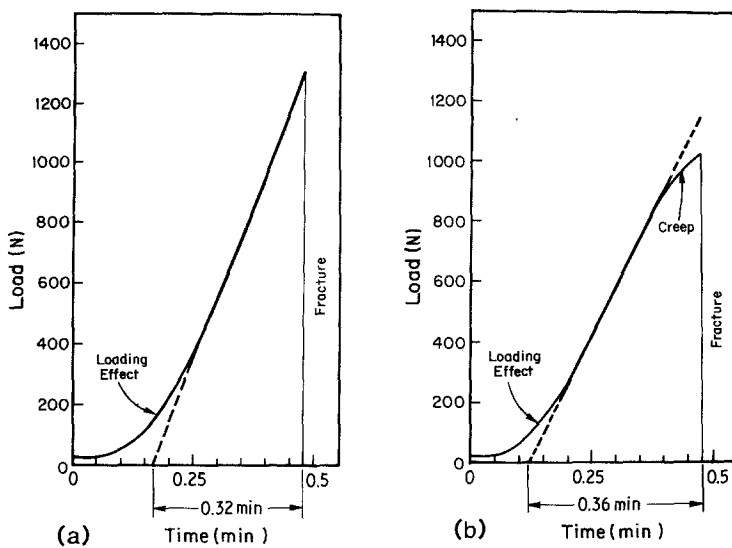 1400
1200
1000
800
600
400
200
0
Load (N)
Loading
Effect
Fracture
0
0.25
0.5
0.32 min
(a)
Time (min)
1400
1200
1000
800
600
400
200
0
Load (N)
Creep
Loading
Effect
Fracture
0
0.25
0.5
0.36 min
(b)
Time (min)